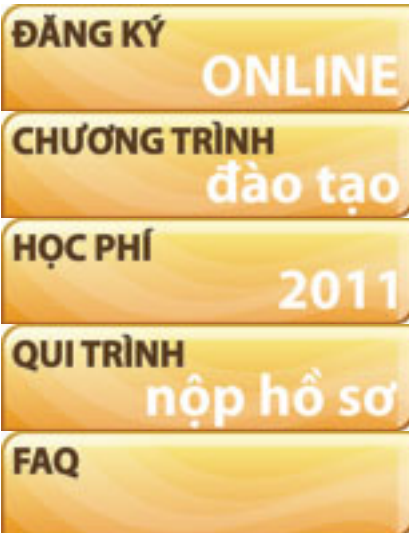 ĐĂNG KÝ
ONLINE
CHƯƠNG TRÌNH
đào tạo
HỌC PHÍ
2011
QUI TRÌNH
nộp hồ sơ
FAQ